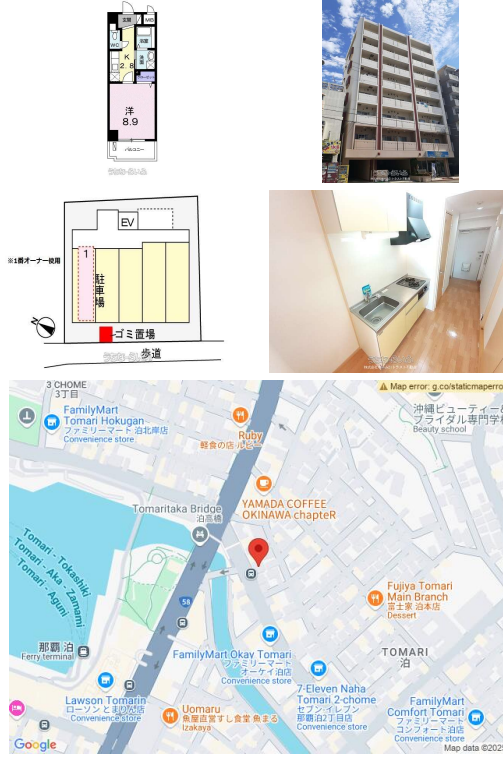 玄関
MB
WC
浴室
K
2.8
洋
8.9
バルコニー
EV
※1番オーナー使用
1
駐車場
N
ゴミ置場
歩道
Map error: g.co/staticmaperro
3 CHOME
3丁目
FamilyMart
Tomari Hokugan
ファミリーマート 泊北岸店
Convenience store
Ruby
軽食の店 ルビー
沖縄ビューティー&
ブライダル専門学校
Beauty school
Tomaritaka Bridge
泊高橋
YAMADA COFFEE
OKINAWA chapteR
Tomari - Tokashiki
Tomari - Aka - Zamami
Tomari - Aguni
58
Fujiya Tomari
Main Branch
富士家 泊本店
Dessert
那覇 泊
Ferry terminal
FamilyMart Okay Tomari
ファミリーマート
オーケイ泊店
Convenience store
TOMARI
泊
Lawson Tomarin
ローソン とまりん店
Convenience store
7-Eleven Naha
Tomari 2-chome
セブン-イレブン
那覇泊2丁目店
Convenience store
Uomaru
魚屋直営すし食堂 魚まる
Izakaya
FamilyMart
Comfort Tomari
ファミリーマート
コンフォート泊店
Convenience store
Google
Map data ©2025